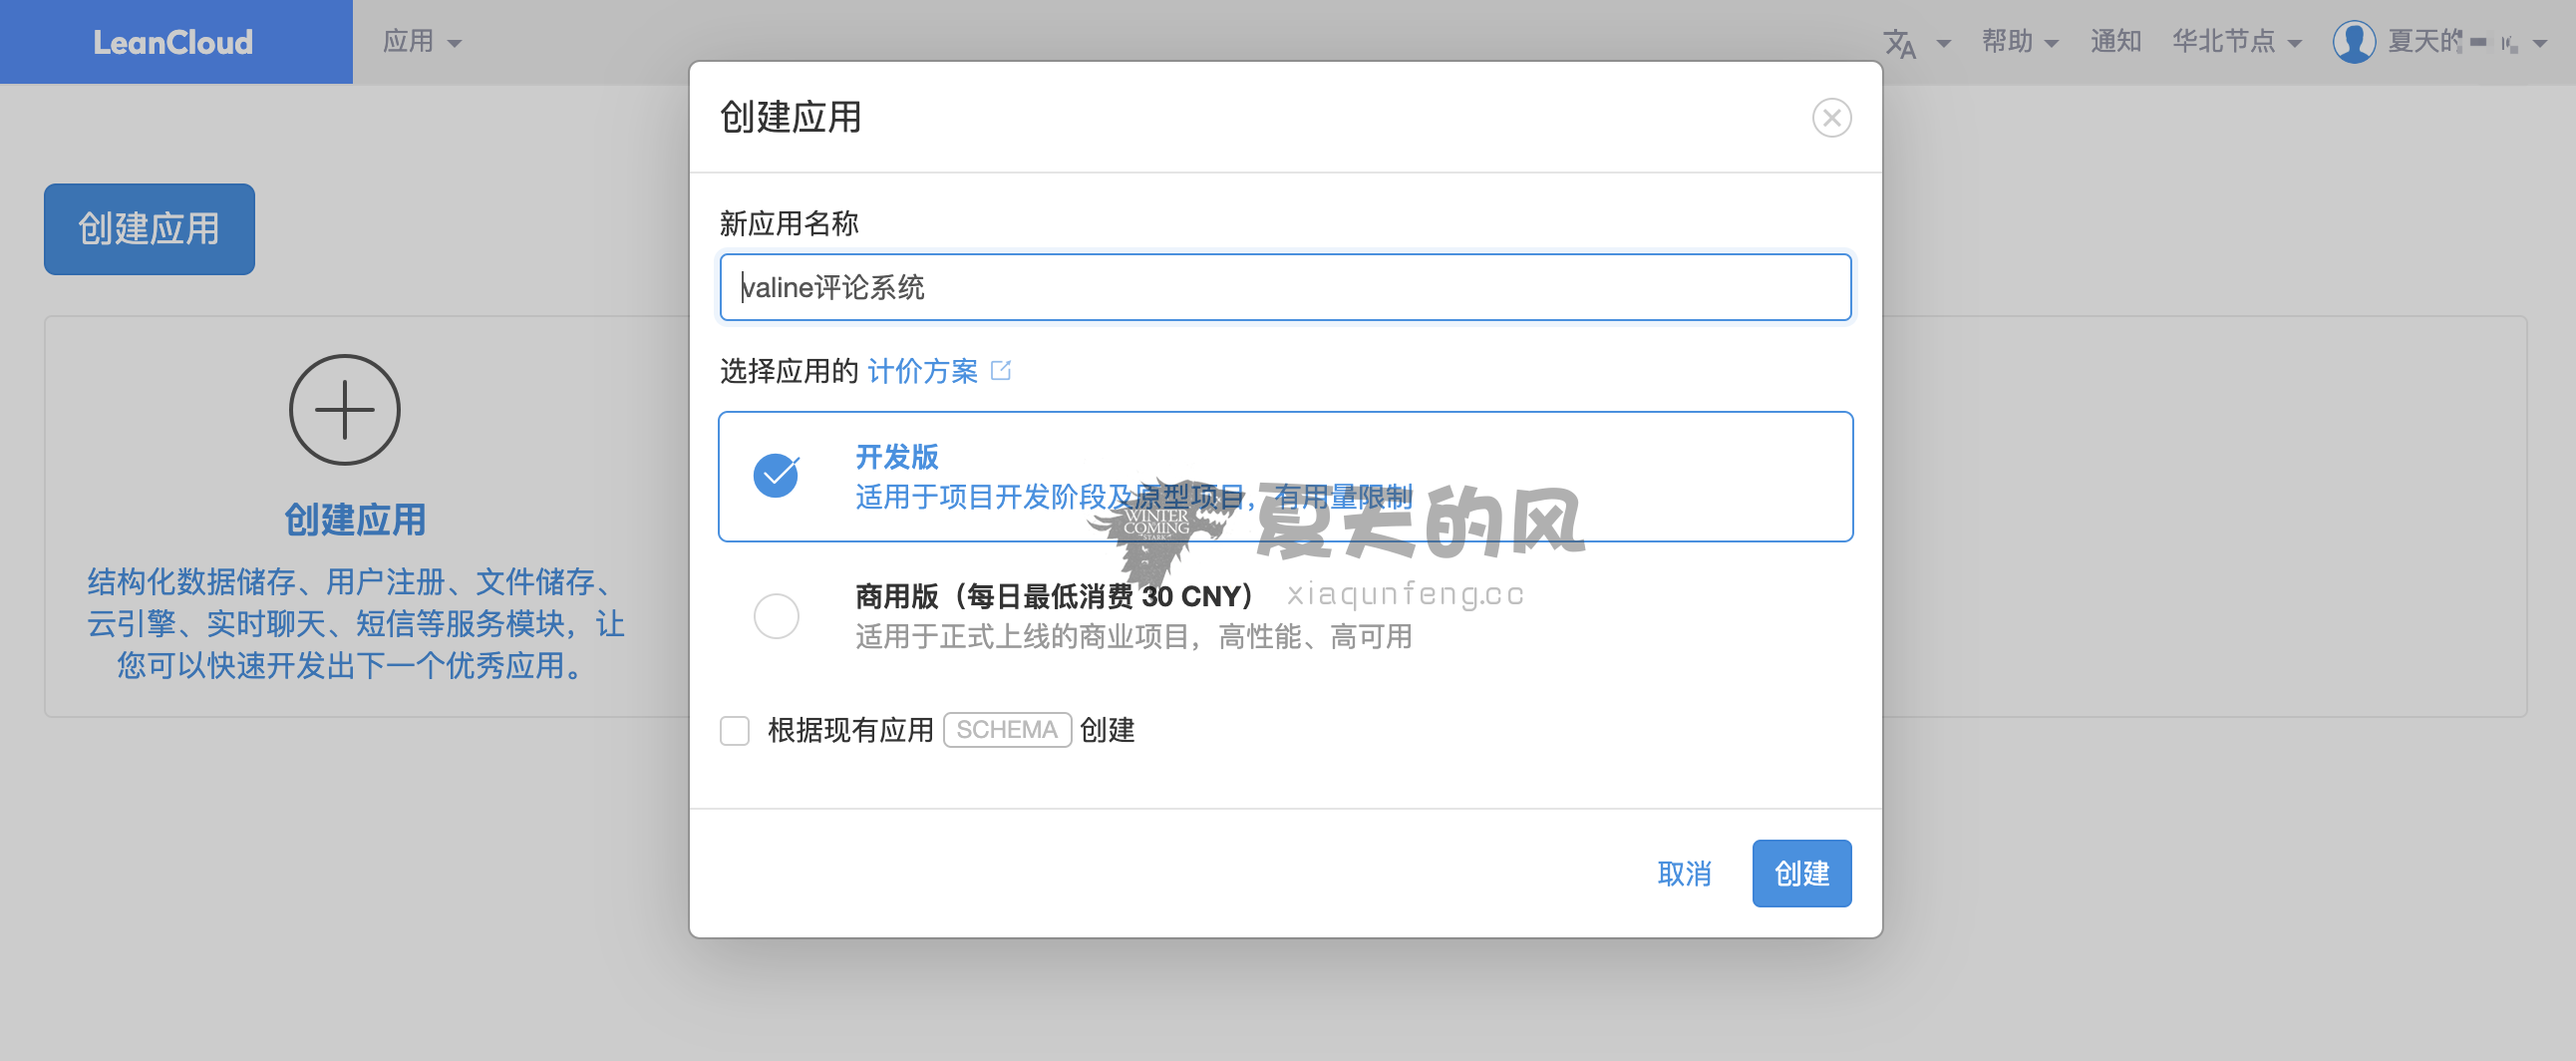 LeanCloud
应用
帮助
通知
华北节点
夏天的
创建应用
创建应用
结构化数据储存、用户注册、文件储存、
云引擎、实时聊天、短信等服务模块，让
您可以快速开发出下一个优秀应用。
创建应用
新应用名称
valine评论系统
选择应用的 计价方案
开发版
适用于项目开发阶段及原型项目，有用量限制
WINTER
COMING
STARK
夏天的风
xiaqunfeng.cc
商用版（每日最低消费 30 CNY）
适用于正式上线的商业项目，高性能、高可用
根据现有应用 SCHEMA 创建
取消
创建